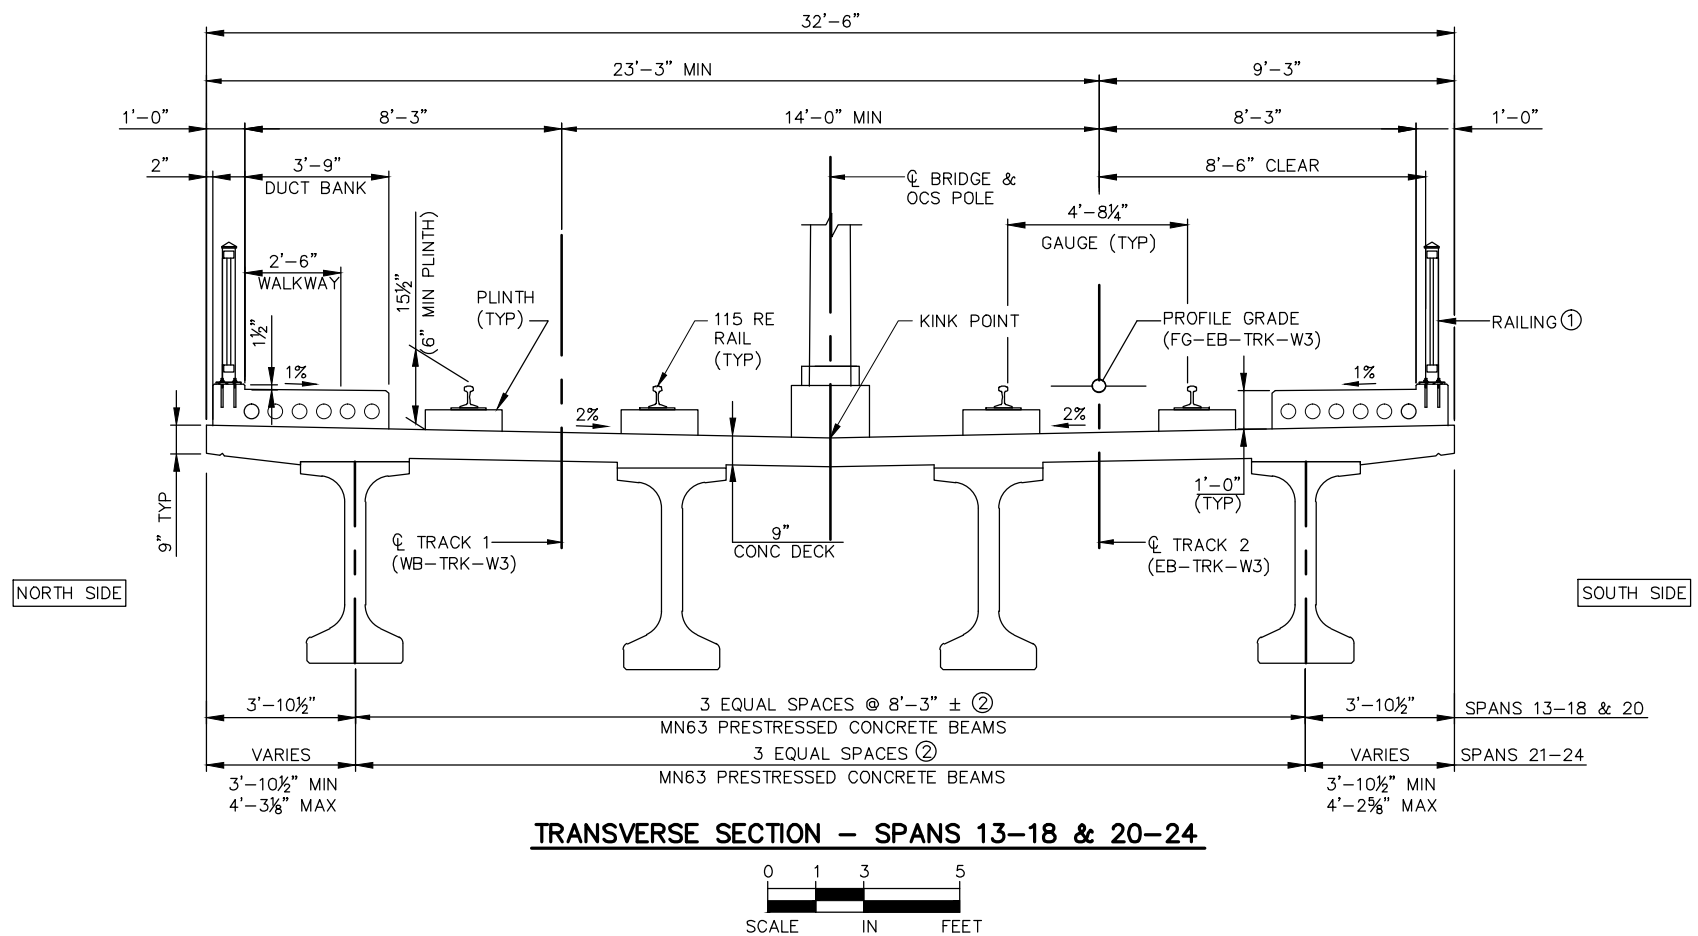 32'-6"
23'-3" MIN
9'-3"
1'-0"
8'-3"
14'-0" MIN
8'-3"
1'-0"
2"
3'-9"
DUCT BANK
8'-6" CLEAR
℄ BRIDGE &
OCS POLE
4'-8¼"
GAUGE (TYP)
2'-6"
WALKWAY
15½"
(6" MIN PLINTH)
1½"
PLINTH
(TYP)
115 RE
RAIL
(TYP)
KINK POINT
PROFILE GRADE
(FG-EB-TRK-W3)
RAILING ①
1%
1%
2%
2%
9" TYP
1'-0"
(TYP)
℄ TRACK 1
(WB-TRK-W3)
9"
CONC DECK
℄ TRACK 2
(EB-TRK-W3)
NORTH SIDE
SOUTH SIDE
3'-10½"
3 EQUAL SPACES @ 8'-3" ± ②
MN63 PRESTRESSED CONCRETE BEAMS
3'-10½"
SPANS 13-18 & 20
VARIES
3'-10½" MIN
4'-3⅛" MAX
3 EQUAL SPACES ②
MN63 PRESTRESSED CONCRETE BEAMS
VARIES
3'-10½" MIN
4'-2⅝" MAX
SPANS 21-24
TRANSVERSE SECTION - SPANS 13-18 & 20-24
0 1 3 5
SCALE IN FEET